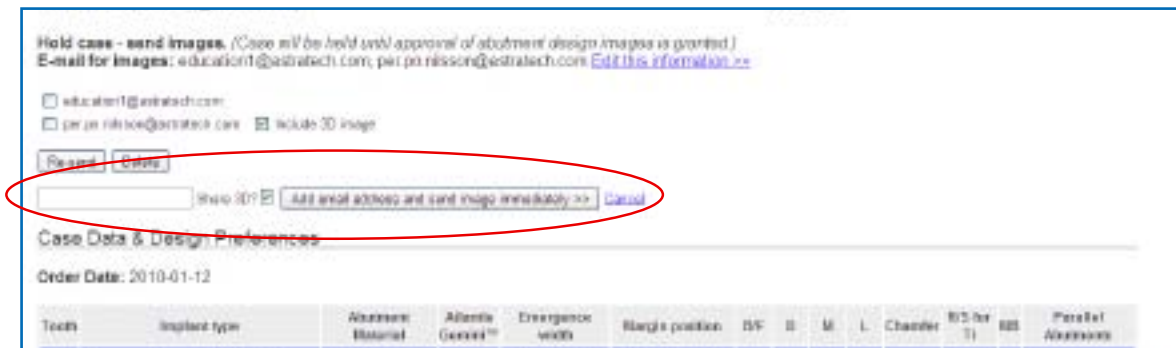 Hold case - send images. (Case will be held until approval of abutment design images is granted.)
E-mail for images: education1@astratech.com; per.jon.nilsson@astratech.com Edit this information >>
education1@astratech.com
Include 3D image
Re-send Delete
Share 3D? Add email address and send image immediately >> Cancel
Case Data & Design Preferences
Order Date: 2010-01-12
Tooth Implant type Abutment Material Atlantis Gemini™ Emergence width Margin position B/F D M L Chamfer Parallel Abutments